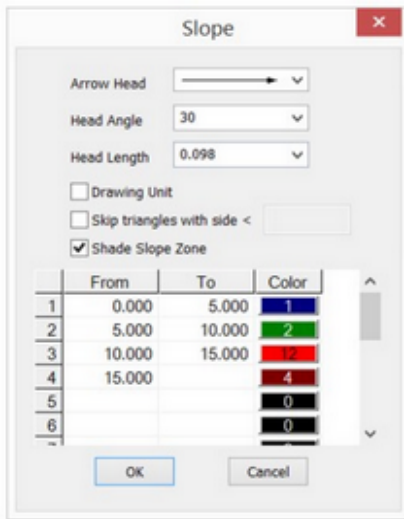 Slope
Arrow Head
Head Angle 30
Head Length 0.098
Drawing Unit
Skip triangles with side <
Shade Slope Zone
From To Color
1 0.000 5.000 1
2 5.000 10.000 2
3 10.000 15.000 12
4 15.000 4
5 0
6 0
OK Cancel